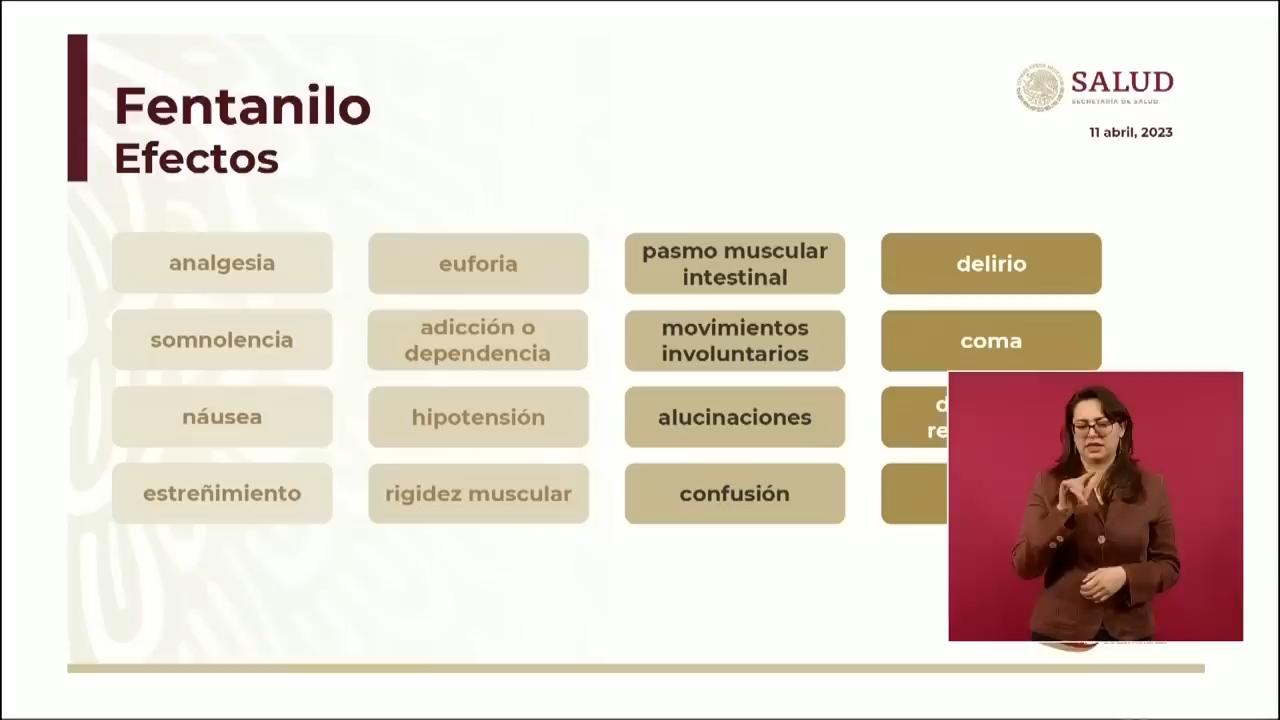 Fentanilo
Efectos
SALUD
SECRETARÍA DE SALUD
11 abril, 2023
analgesia
euforia
pasmo muscular
intestinal
delirio
somnolencia
adicción o
dependencia
movimientos
involuntarios
coma
náusea
hipotensión
alucinaciones
estreñimiento
rigidez muscular
confusión